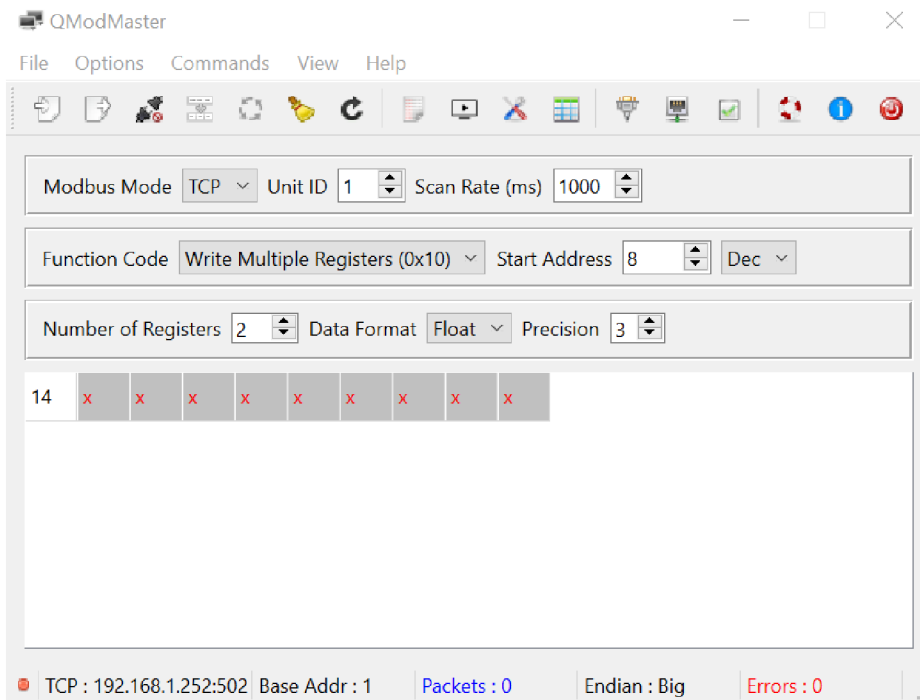 QModMaster
File Options Commands View Help
Modbus Mode TCP Unit ID 1 Scan Rate (ms) 1000
Function Code Write Multiple Registers (0x10) Start Address 8 Dec
Number of Registers 2 Data Format Float Precision 3
14 x x x x x x x x x
TCP : 192.168.1.252:502 Base Addr : 1 Packets : 0 Endian : Big Errors : 0